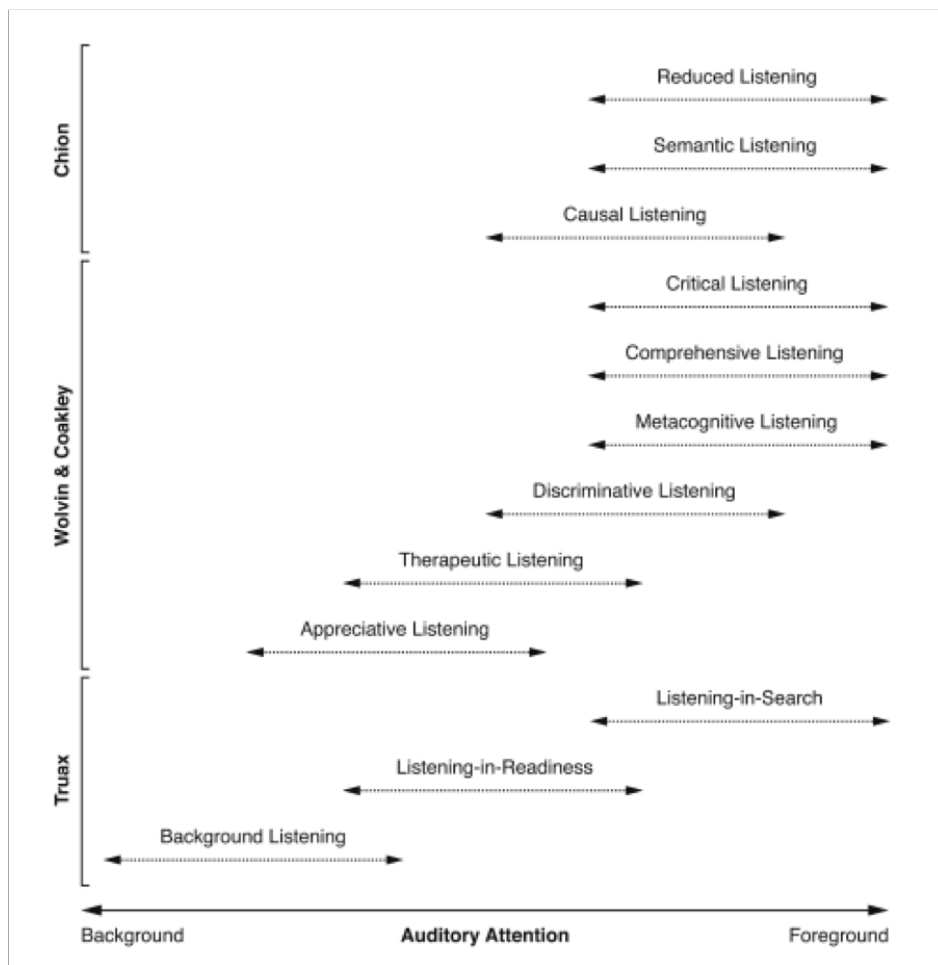 Chion
Reduced Listening
Semantic Listening
Causal Listening
Wolvin & Coakley
Critical Listening
Comprehensive Listening
Metacognitive Listening
Discriminative Listening
Therapeutic Listening
Appreciative Listening
Truax
Listening-in-Search
Listening-in-Readiness
Background Listening
Background Auditory Attention Foreground